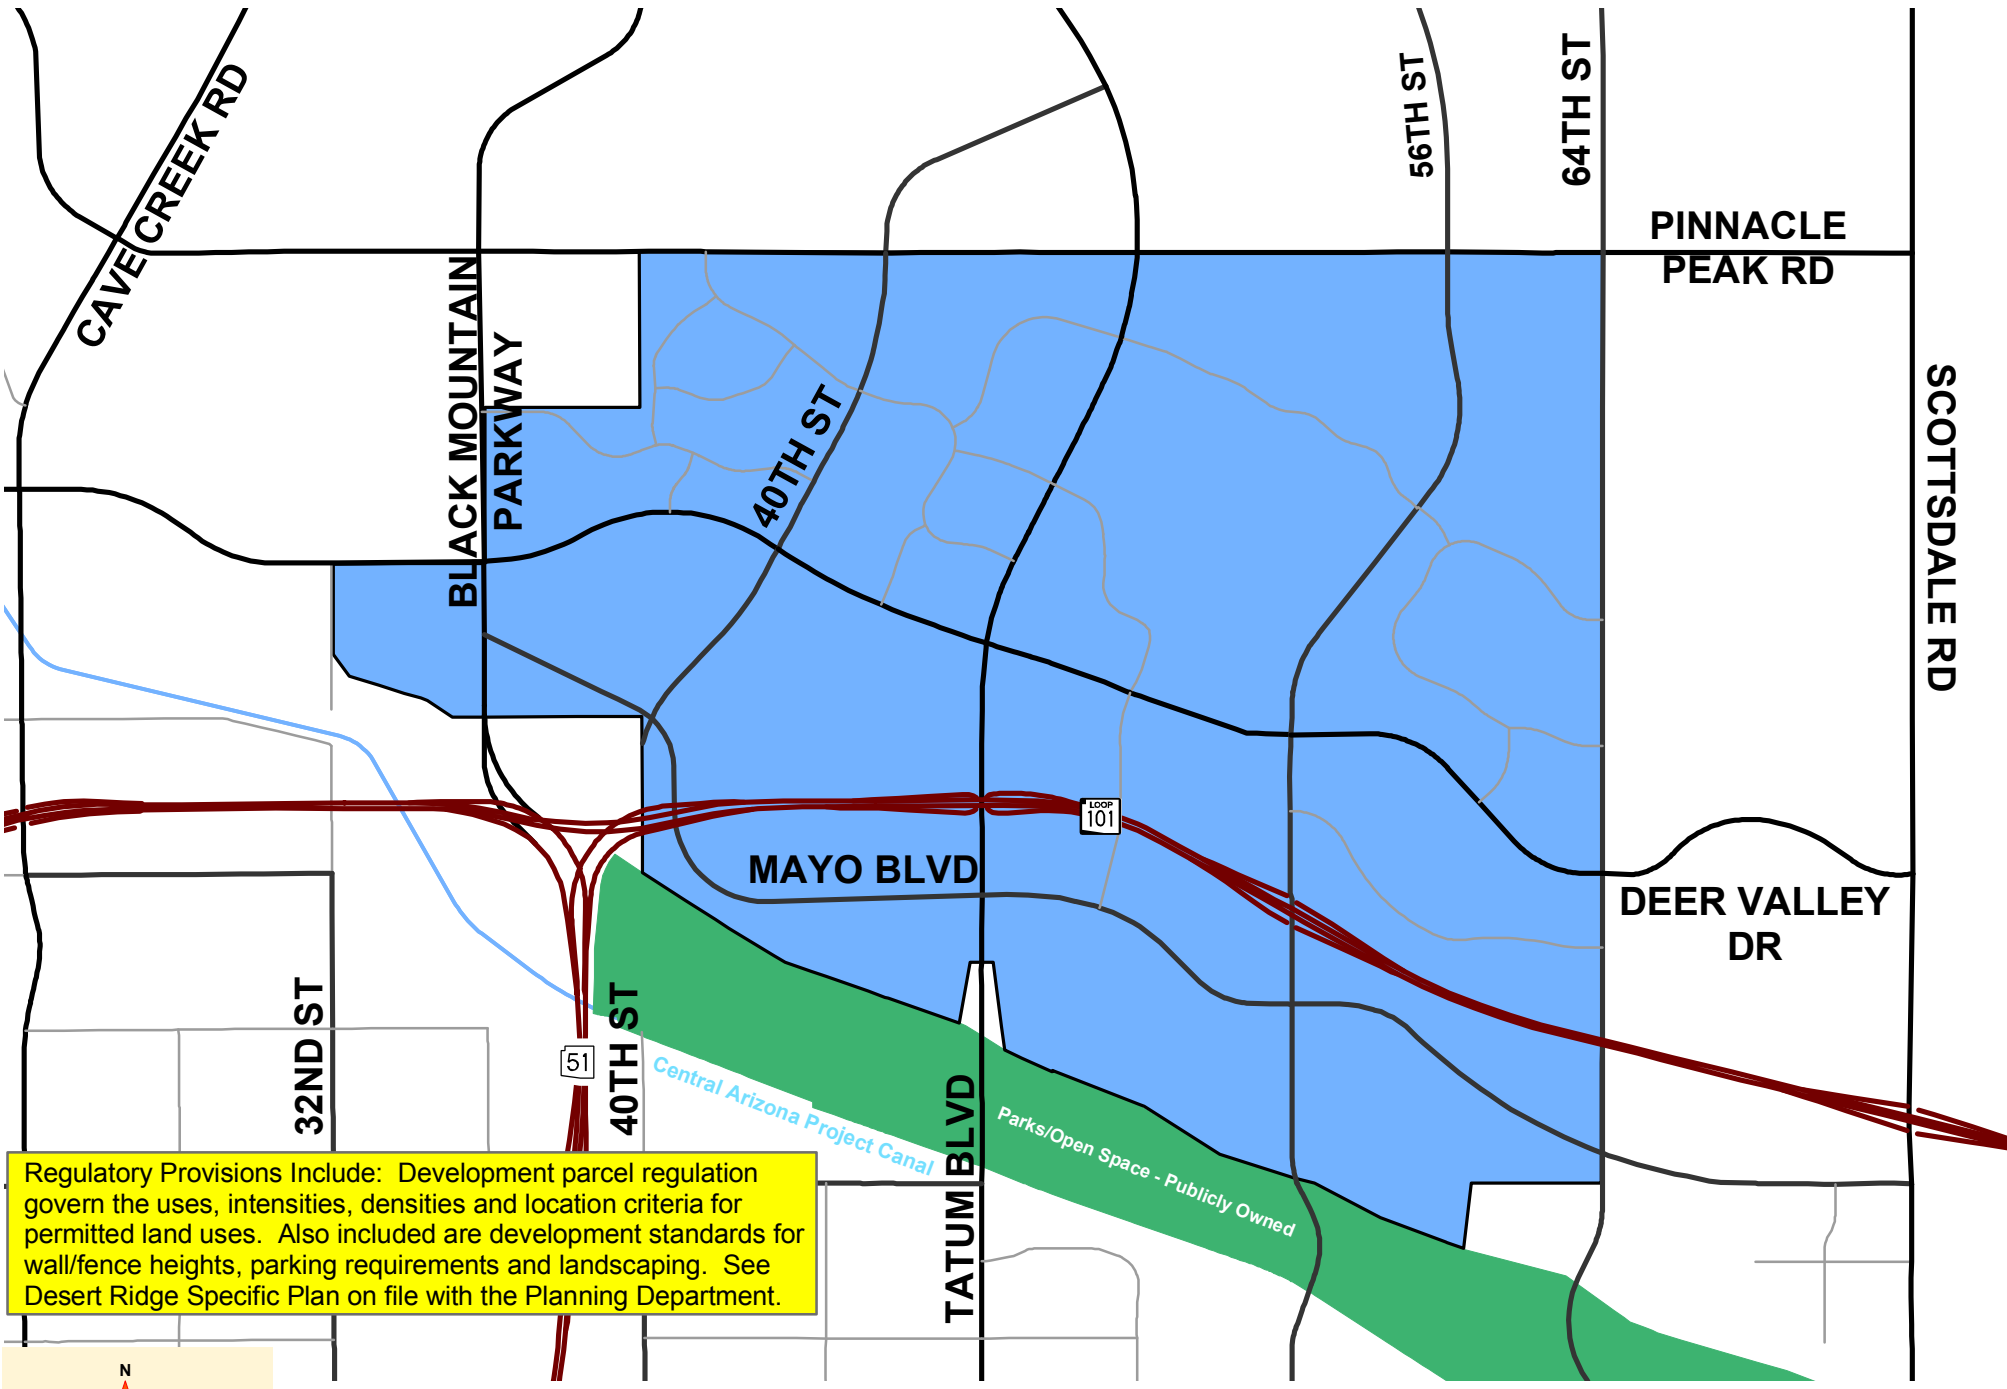 CAVE CREEK RD
56TH ST
64TH ST
PINNACLE
PEAK RD
BLACK MOUNTAIN
PARKWAY
40TH ST
SCOTTSDALE RD
LOOP
101
MAYO BLVD
DEER VALLEY
DR
32ND ST
40TH ST
51
Central Arizona Project Canal
TATUM BLVD
Parks/Open Space - Publicly Owned
Regulatory Provisions Include:  Development parcel regulation
govern the uses, intensities, densities and location criteria for
permitted land uses.  Also included are development standards for
wall/fence heights, parking requirements and landscaping.  See
Desert Ridge Specific Plan on file with the Planning Department.
N